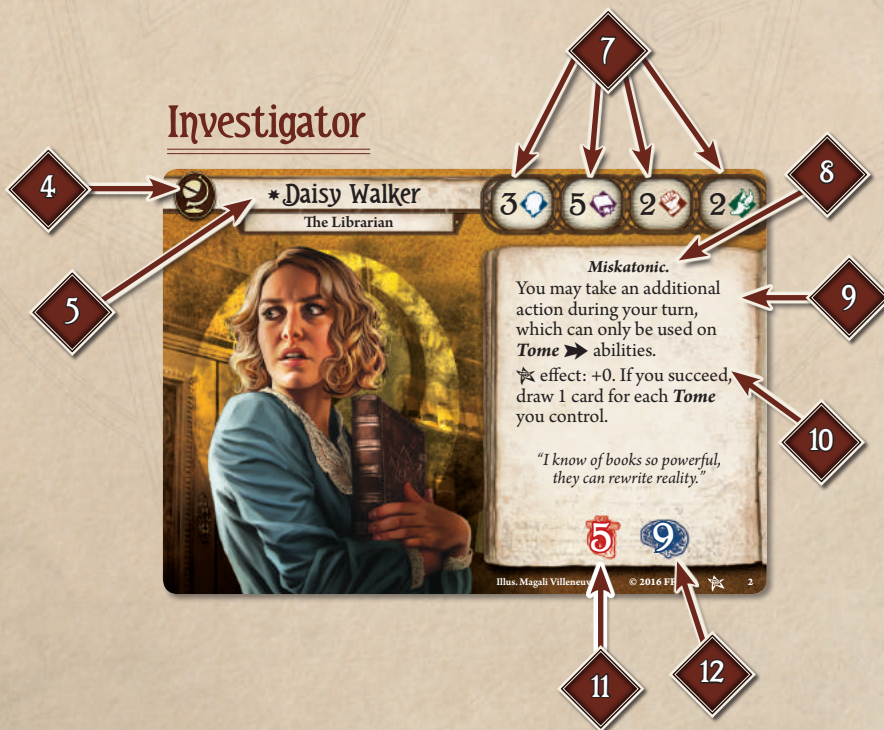 7
Investigator
4
8
*Daisy Walker
3 5 2 2
The Librarian
Miskatonic.
5
You may take an additional
9
action during your turn,
which can only be used on
Tome abilities.
effect: +0. If you succeed,
draw 1 card for each Tome
you control.
10
"I know of books so powerful,
they can rewrite reality."
5 9
Illus. Magali © 2016 2
11
12